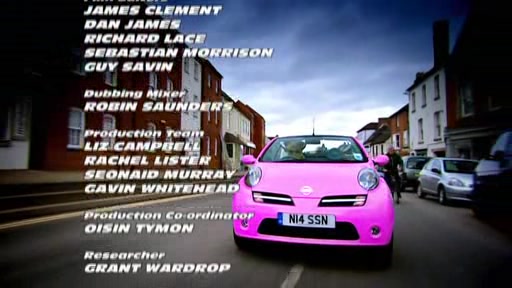 JAMES CLEMENT
DAN JAMES
RICHARD LACE
SEBASTIAN MORRISON
GUY SAVIN
Dubbing Mixer
ROBIN SAUNDERS
Production Team
LIZ CAMPBELL
RACHEL LISTER
SEONAID MURRAY
GAVIN WHITEHEAD
Production Co-ordinator
OISIN TYMON
Researcher
GRANT WARDROP
N14 SSN